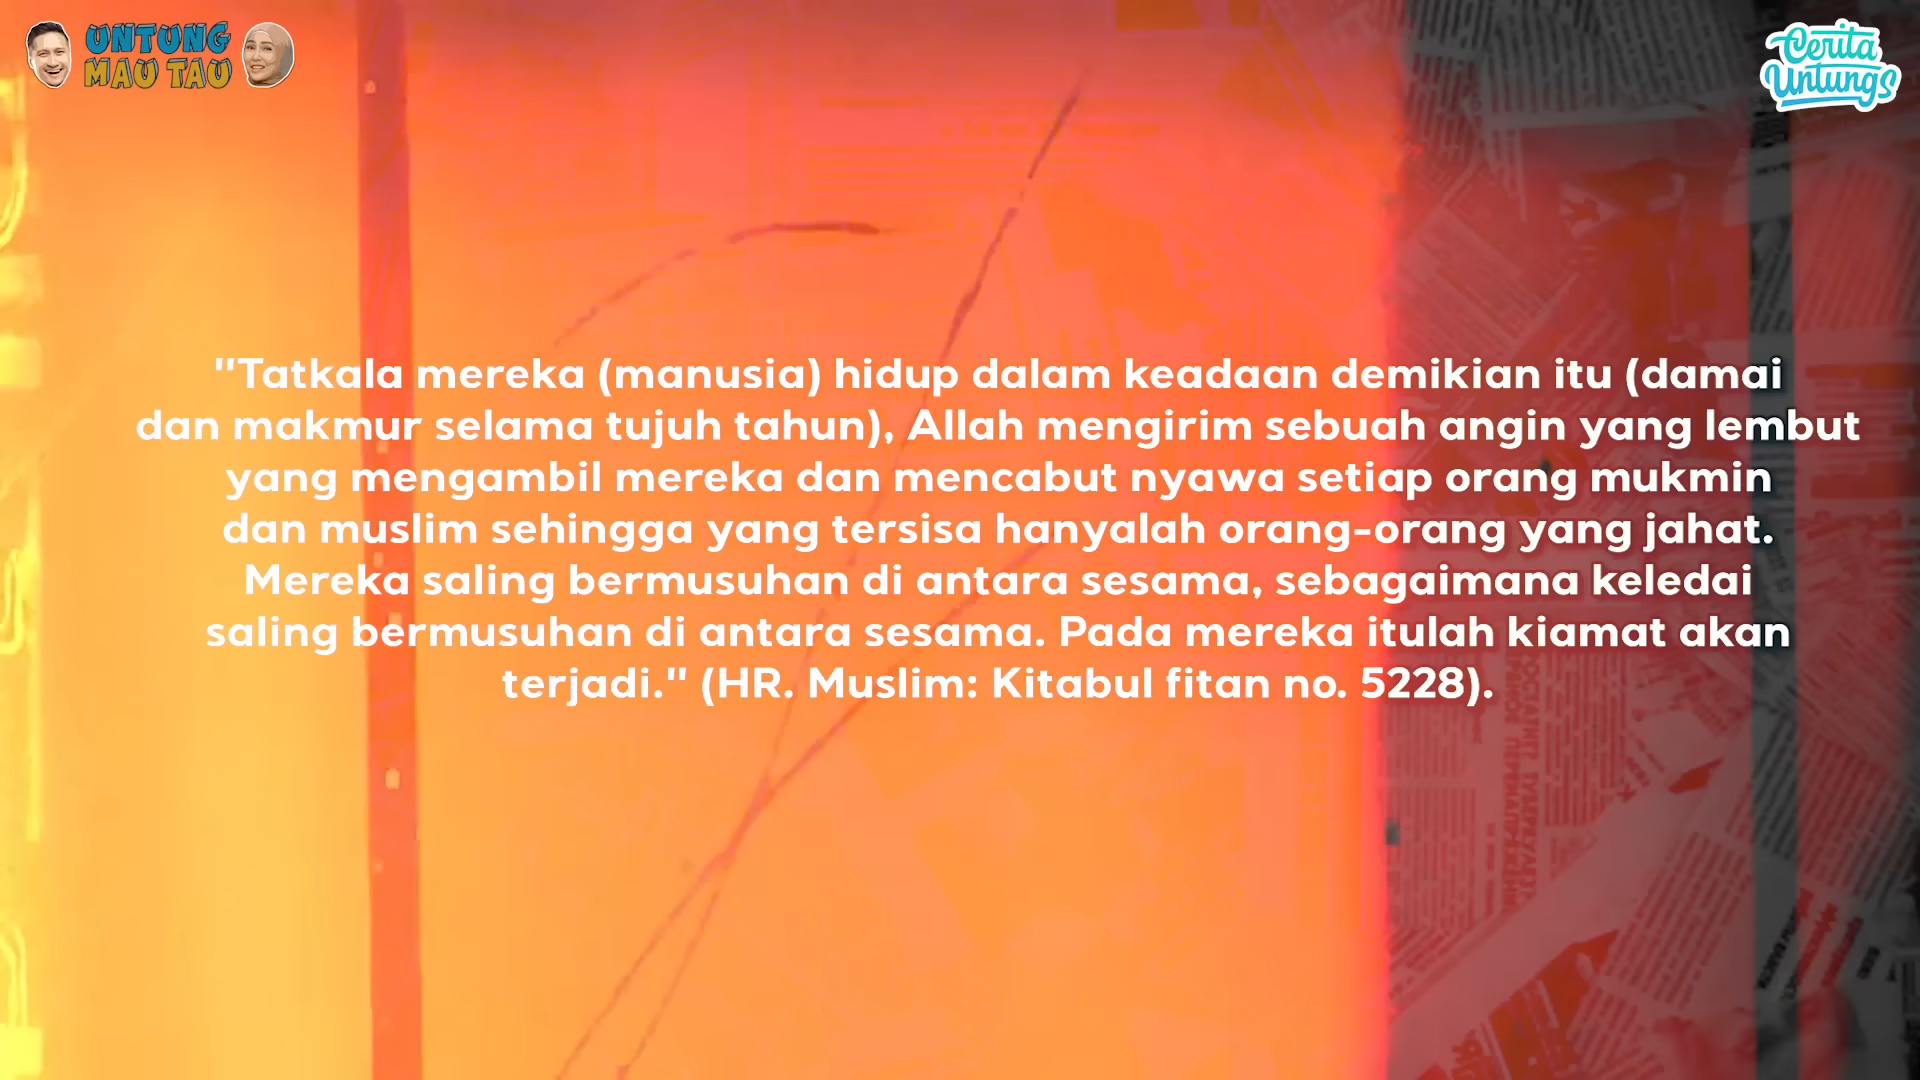 UNTUNG
MAU TAU
Cerita
Untungs
"Tatkala mereka (manusia) hidup dalam keadaan demikian itu (damai
dan makmur selama tujuh tahun), Allah mengirim sebuah angin yang lembut
yang mengambil mereka dan mencabut nyawa setiap orang mukmin
dan muslim sehingga yang tersisa hanyalah orang-orang yang jahat.
Mereka saling bermusuhan di antara sesama, sebagaimana keledai
saling bermusuhan di antara sesama. Pada mereka itulah kiamat akan
terjadi." (HR. Muslim: Kitabul fitan no. 5228).